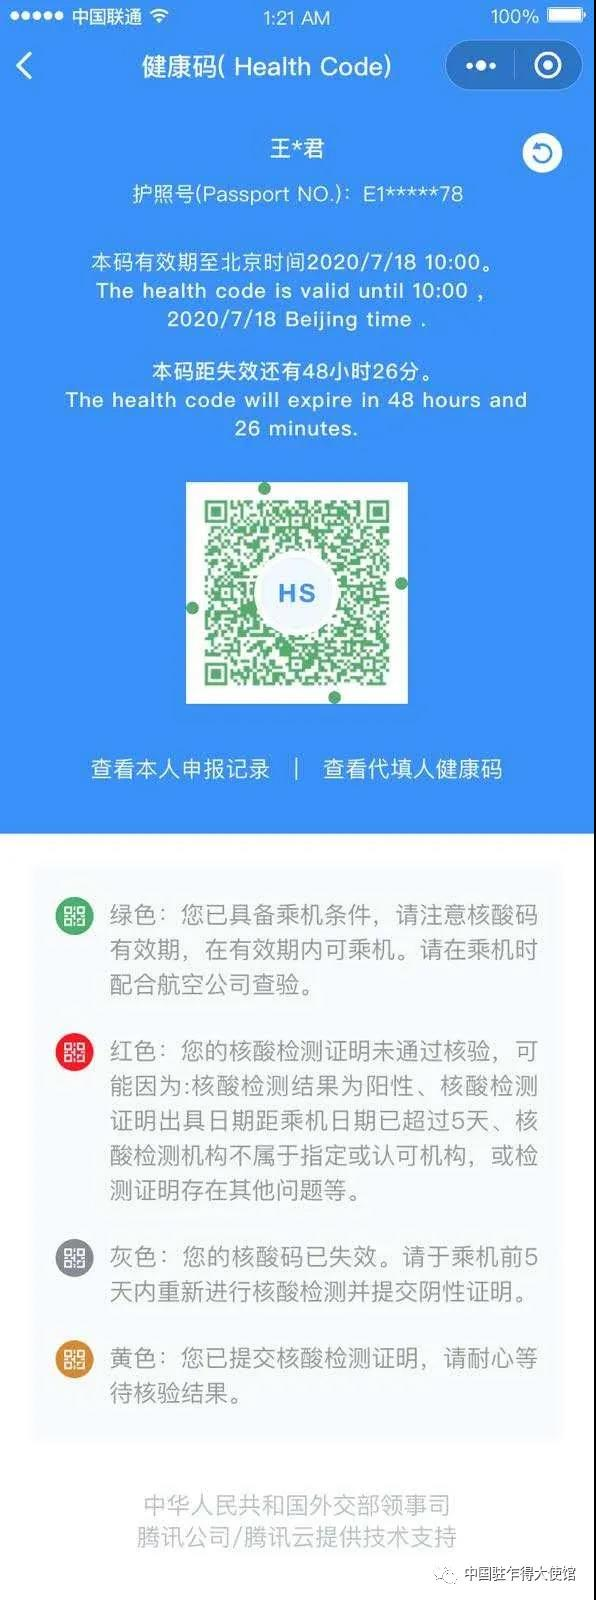 中国联通
1:21 AM
100%
健康码( Health Code)
王*君
护照号(Passport NO.)：E1*****78
本码有效期至北京时间2020/7/18 10:00。
The health code is valid until 10:00 ,
2020/7/18 Beijing time .
本码距失效还有48小时26分。
The health code will expire in 48 hours and
26 minutes.
HS
查看本人申报记录 | 查看代填人健康码
绿色：您已具备乘机条件，请注意核酸码
有效期，在有效期内可乘机。请在乘机时
配合航空公司查验。
红色：您的核酸检测证明未通过核验，可
能因为:核酸检测结果为阳性、核酸检测
证明出具日期距乘机日期已超过5天、核
酸检测机构不属于指定或认可机构，或检
测证明存在其他问题等。
灰色：您的核酸码已失效。请于乘机前5
天内重新进行核酸检测并提交阴性证明。
黄色：您已提交核酸检测证明，请耐心等
待核验结果。
中华人民共和国外交部领事司
腾讯公司/腾讯云提供技术支持
中国驻乍得大使馆